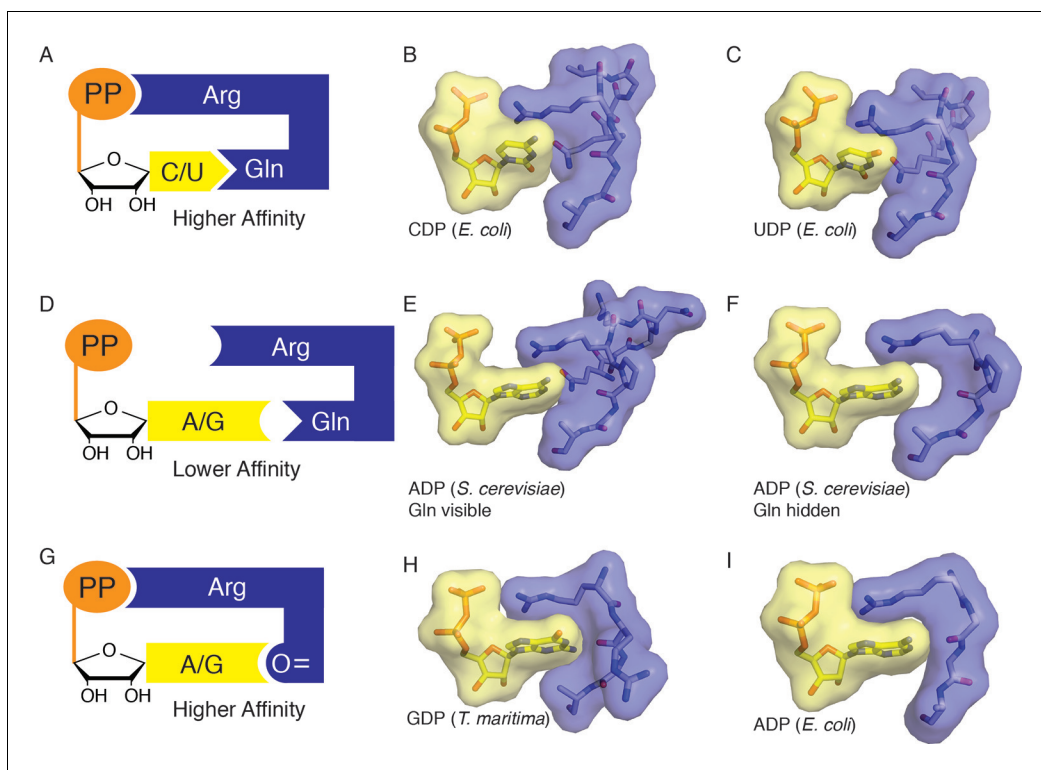 A
PP
Arg
O
C/U
Gln
OH OH
Higher Affinity
B
CDP (E. coli)
C
UDP (E. coli)
D
PP
Arg
O
A/G
Gln
OH OH
Lower Affinity
E
ADP (S. cerevisiae)
Gln visible
F
ADP (S. cerevisiae)
Gln hidden
G
PP
Arg
O
A/G
O=
OH OH
Higher Affinity
H
GDP (T. maritima)
I
ADP (E. coli)